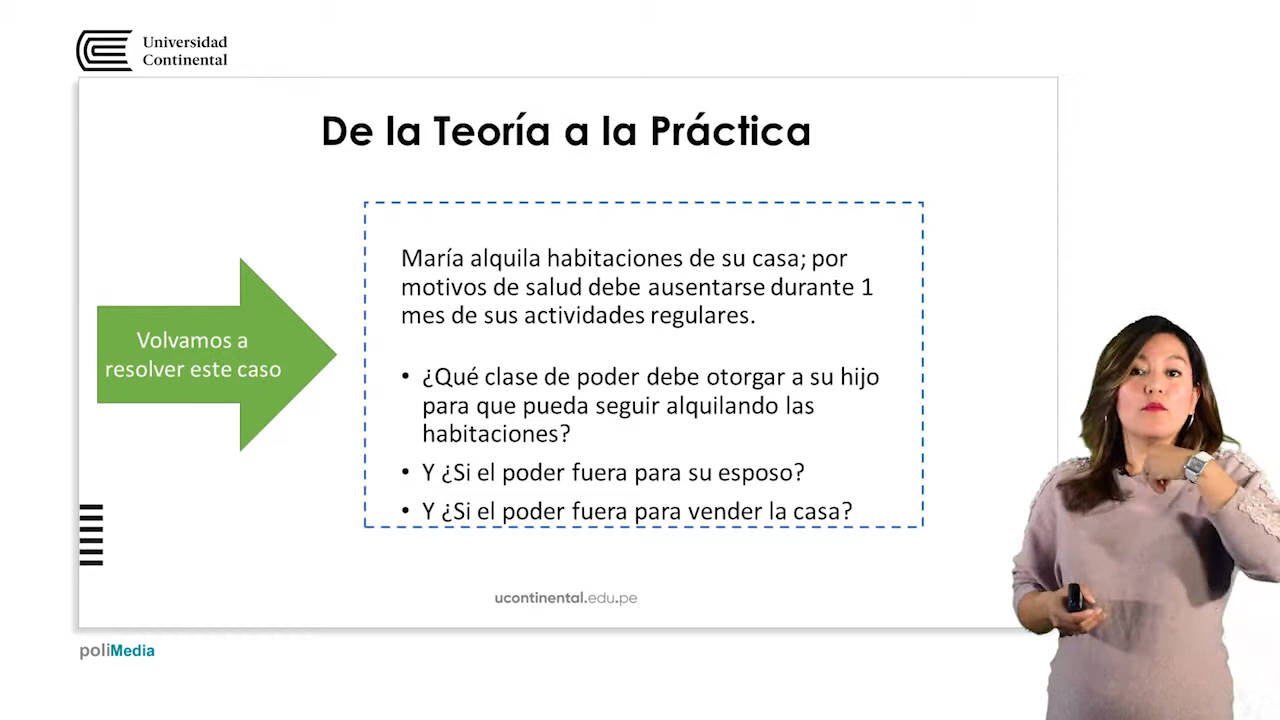 Universidad
Continental
De la Teoría a la Práctica
Volvamos a
resolver este caso
María alquila habitaciones de su casa; por
motivos de salud debe ausentarse durante 1
mes de sus actividades regulares.
• ¿Qué clase de poder debe otorgar a su hijo
para que pueda seguir alquilando las
habitaciones?
• Y ¿Si el poder fuera para su esposo?
• Y ¿Si el poder fuera para vender la casa?
ucontinental.edu.pe
poliMedia